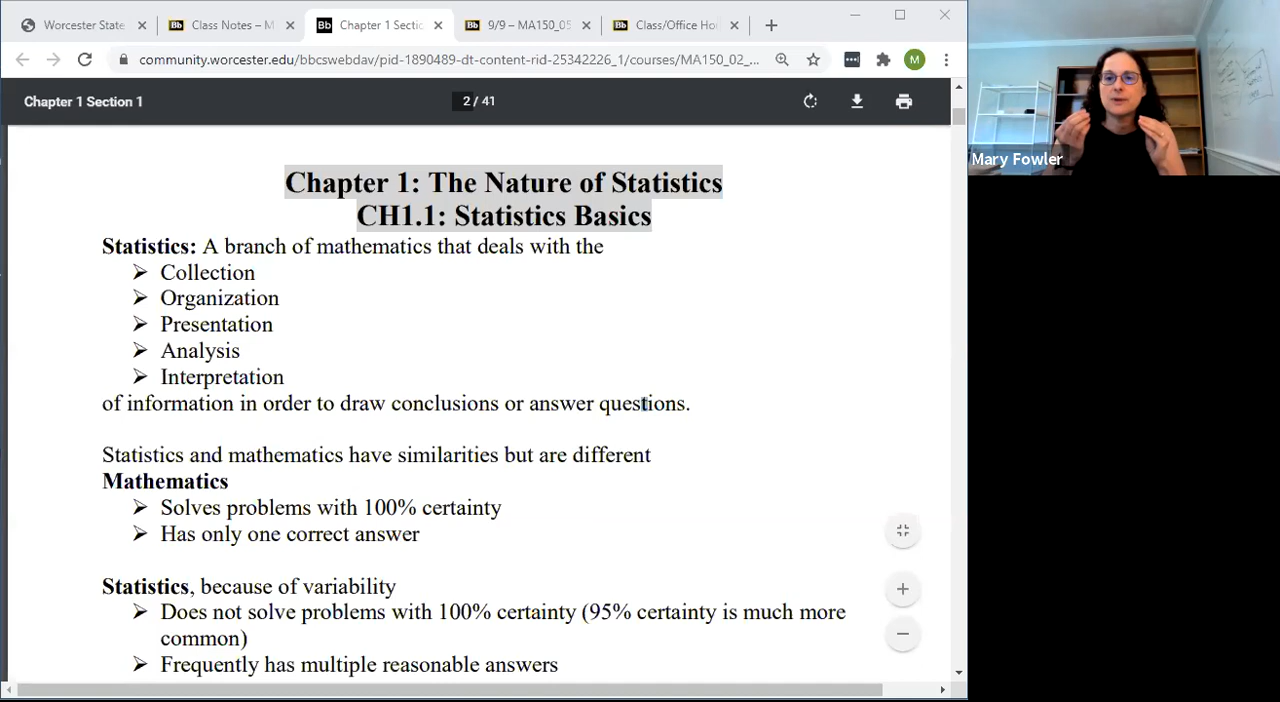 Worcester State
Class Notes – M
Chapter 1 Sectic
9/9 – MA150_05
Class/Office Ho
community.worcester.edu/bbcswebdav/pid-1890489-dt-content-rid-25342226_1/courses/MA150_02_...
M
Chapter 1 Section 1
2 / 41
Mary Fowler
Chapter 1: The Nature of Statistics
CH1.1: Statistics Basics
Statistics: A branch of mathematics that deals with the
➢ Collection
➢ Organization
➢ Presentation
➢ Analysis
➢ Interpretation
of information in order to draw conclusions or answer questions.
Statistics and mathematics have similarities but are different
Mathematics
➢ Solves problems with 100% certainty
➢ Has only one correct answer
Statistics, because of variability
➢ Does not solve problems with 100% certainty (95% certainty is much more
common)
➢ Frequently has multiple reasonable answers